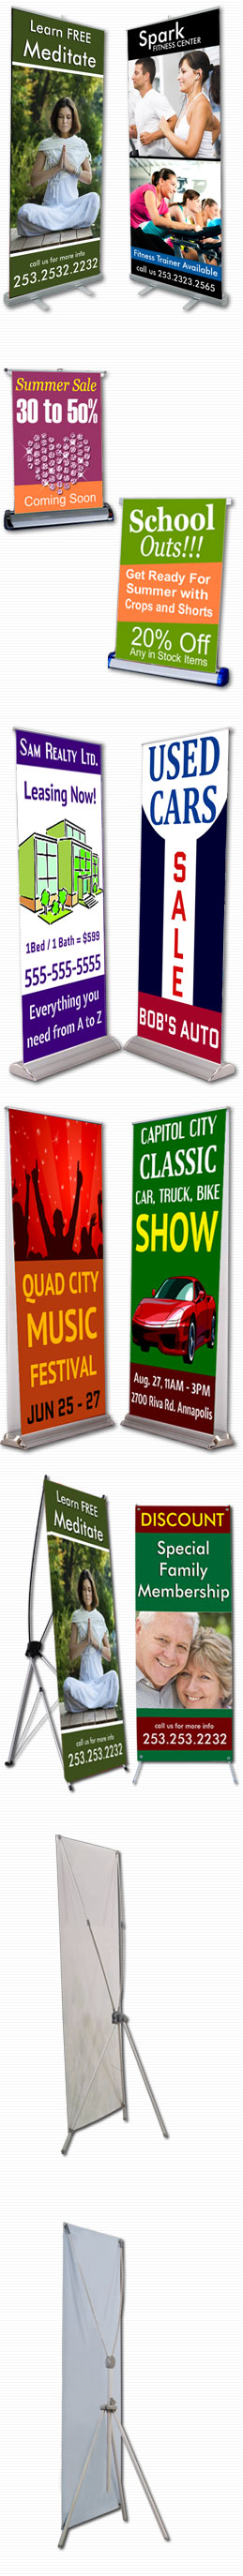 Learn FREE
Meditate
call us for more info
253.2532.2232
Spark
FITNESS CENTER
Fitness Trainer Available
call us 253.2323.2565
Summer Sale
30 to 50%
Coming Soon
School
Outs!!!
Get Ready For
Summer with
Crops and Shorts
20% Off
Any in Stock Items
SAM REALTY LTD.
Leasing Now!
1Bed / 1 Bath = $599
555-555-5555
Everything you
need from A to Z
USED
CARS
SALE
BOB'S AUTO
QUAD CITY
MUSIC
FESTIVAL
JUN 25 - 27
CAPITOL CITY
CLASSIC
CAR, TRUCK, BIKE
SHOW
Aug. 27, 11AM - 3PM
2700 Riva Rd. Annapolis
Learn FREE
Meditate
call us for more info
253.253.2232
DISCOUNT
Special
Family
Membership
call us for more info
253.253.2232